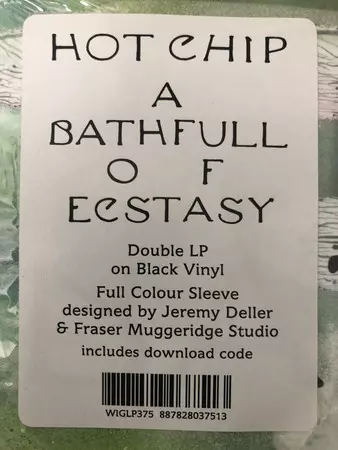 HOT CHIP
A
BATHFULL
O F
ECSTASY
Double LP
on Black Vinyl
Full Colour Sleeve
designed by Jeremy Deller
& Fraser Muggeridge Studio
includes download code
WIGLP375 887828037513